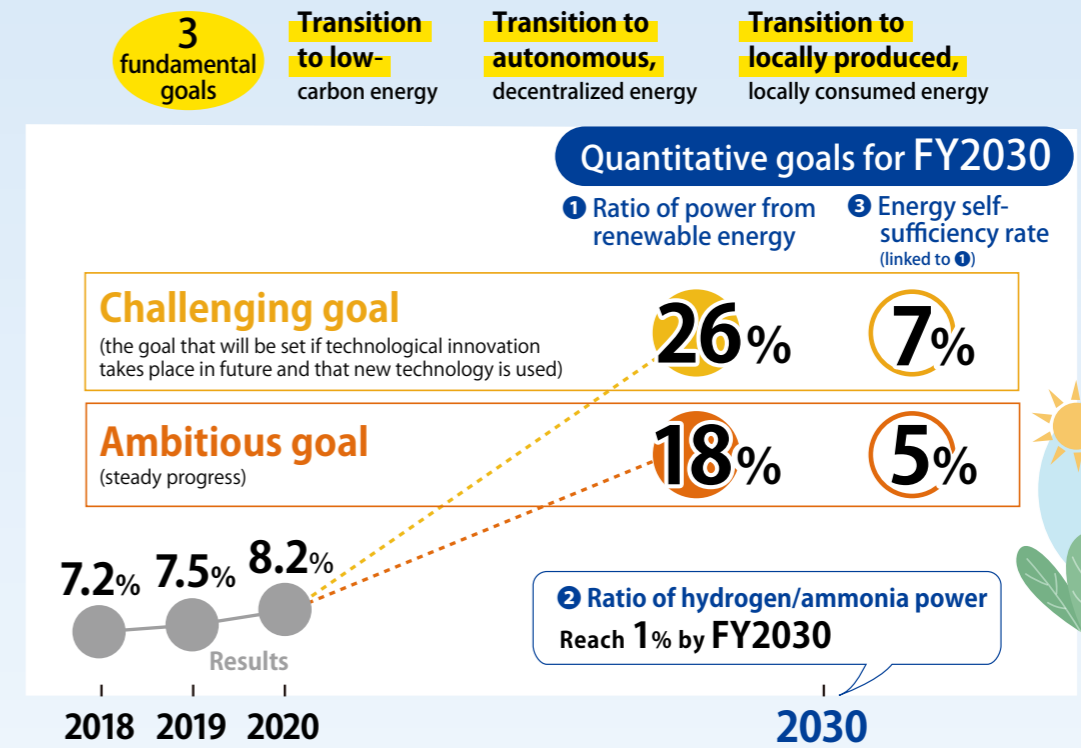 3
fundamental
goals
Transition
to low-
carbon energy
Transition to
autonomous,
decentralized energy
Transition to
locally produced,
locally consumed energy
Quantitative goals for FY2030
❶ Ratio of power from
renewable energy
❸ Energy self-
sufficiency rate
(linked to ❶)
Challenging goal
(the goal that will be set if technological innovation
takes place in future and that new technology is used)
26%
7%
Ambitious goal
(steady progress)
18%
5%
7.2%
7.5%
8.2%
Results
❷ Ratio of hydrogen/ammonia power
Reach 1% by FY2030
2018
2019
2020
2030